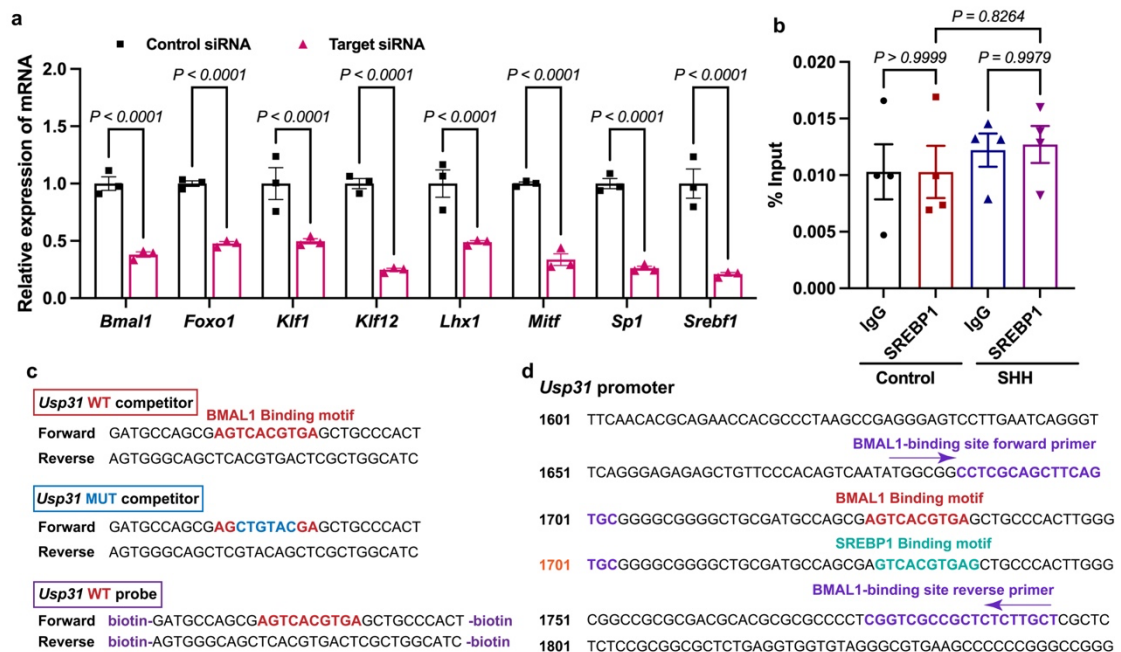 a
Control siRNA
Target siRNA
Relative expression of mRNA
2.0
1.5
1.0
0.5
0.0
P < 0.0001
P < 0.0001
P < 0.0001
P < 0.0001
P < 0.0001
P < 0.0001
P < 0.0001
P < 0.0001
Bmal1 Foxo1 Klf1 Klf12 Lhx1 Mitf Sp1 Srebf1
b
P = 0.8264
P > 0.9999
P = 0.9979
% Input
0.020
0.015
0.010
0.005
0.000
IgG SREBP1 IgG SREBP1
Control SHH
c
Usp31 WT competitor
BMAL1 Binding motif
Forward GATGCCAGCGAGTCACGTGAGCTGCCCACT
Reverse AGTGGGCAGCTCACGTGACTCGCTGGCATC
Usp31 MUT competitor
Forward GATGCCAGCGAGCTGTACGAGCTGCCCACT
Reverse AGTGGGCAGCTCGTACAGCTCGCTGGCATC
Usp31 WT probe
Forward biotin-GATGCCAGCGAGTCACGTGAGCTGCCCACT -biotin
Reverse biotin-AGTGGGCAGCTCACGTGACTCGCTGGCATC -biotin
d
Usp31 promoter
1601 TTCAACACGCAGAACCACGCCCTAAGCCGAGGGAGTCCTTGAATCAGGGT
BMAL1-binding site forward primer
1651 TCAGGGAGAGAGCTGTTCCCACAGTCAATATGGCGGCCTCGCAGCTTCAG
BMAL1 Binding motif
1701 TGCGGGGCGGGGCTGCGATGCCAGCGAGTCACGTGAGCTGCCCACTTGGG
SREBP1 Binding motif
1701 TGCGGGGCGGGGCTGCGATGCCAGCGAGTCACGTGAGCTGCCCACTTGGG
BMAL1-binding site reverse primer
1751 CGGCCGCGCGACGCACGCGCGCCCCTCGGTCGCCGCTCTCTTGCTCGCTC
1801 TCTCCGCGGCGCTCTGAGGTGGTGTAGGGCGTGAAGCCCCCCGGGCCGGG